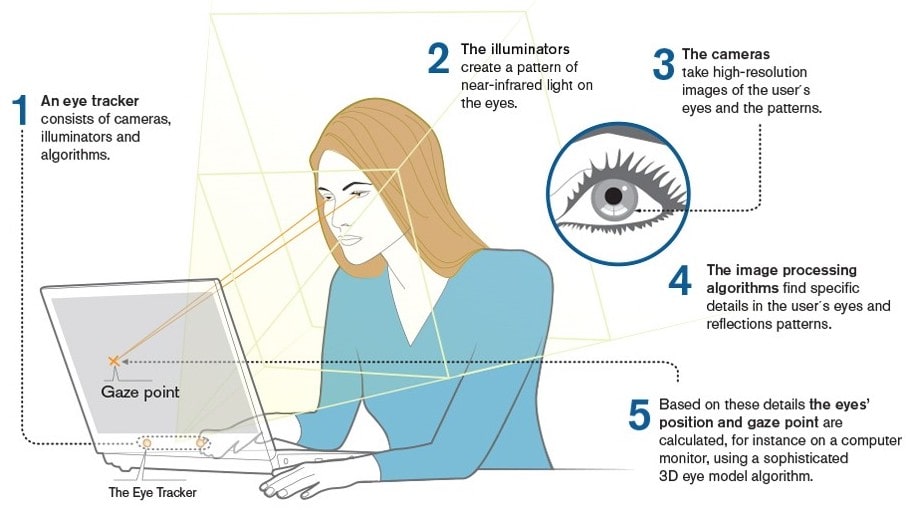 1
An eye tracker
consists of cameras,
illuminators and
algorithms.
2
The illuminators
create a pattern of
near-infrared light on
the eyes.
3
The cameras
take high-resolution
images of the user´s
eyes and the patterns.
4
The image processing
algorithms find specific
details in the user´s eyes and
reflections patterns.
5
Based on these details the eyes’
position and gaze point are
calculated, for instance on a computer
monitor, using a sophisticated
3D eye model algorithm.
Gaze point
The Eye Tracker